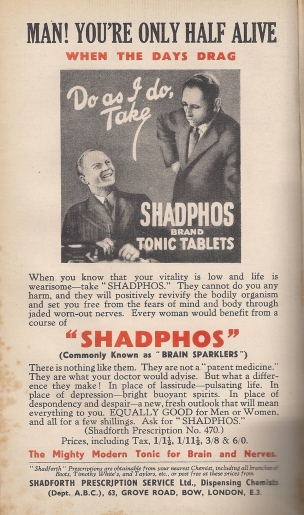 MAN! YOU'RE ONLY HALF ALIVE
WHEN THE DAYS DRAG
Do as I do,
Take
SHADPHOS
BRAND
TONIC TABLETS
When you know that your vitality is low and life is
wearisome—take "SHADPHOS." They cannot do you any
harm, and they will positively revivify the bodily organism
and set you free from the fears of mind and body through
jaded worn-out nerves. Every woman would benefit from a
course of
"SHADPHOS"
(Commonly Known as "BRAIN SPARKLERS")
There is nothing like them. They are not a "patent medicine."
They are what your doctor would advise. But what a differ-
ence they make! In place of lassitude—pulsating life. In
place of depression—bright buoyant spirits. In place of
despondency and despair—a new, fresh outlook that will mean
everything to you. EQUALLY GOOD for Men or Women,
and all for a few shillings. Ask for "SHADPHOS."
(Shadforth Prescription No. 470.)
Prices, including Tax, 1/1½, 1/11½, 3/8 & 6/0.
The Mighty Modern Tonic for Brain and Nerves.
"Shadforth" Prescriptions are obtainable from your nearest Chemist, including all branches of
Boots, Timothy White's, and Taylors, etc., or post free at these prices from
SHADFORTH PRESCRIPTION SERVICE Ltd., Dispensing Chemists
(Dept. A.B.C.), 63, GROVE ROAD, BOW, LONDON, E.3.